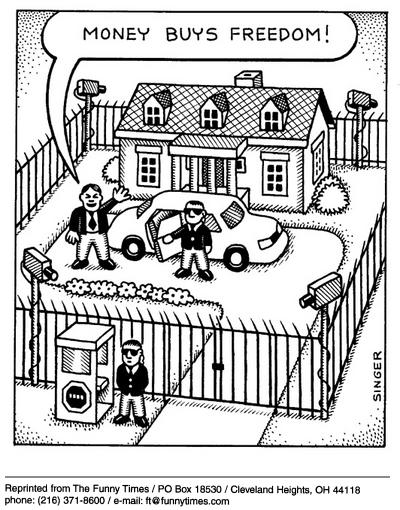 MONEY BUYS FREEDOM!
STOP
SINGER
Reprinted from The Funny Times / PO Box 18530 / Cleveland Heights, OH 44118
phone: (216) 371-8600 / e-mail: ft@funnytimes.com